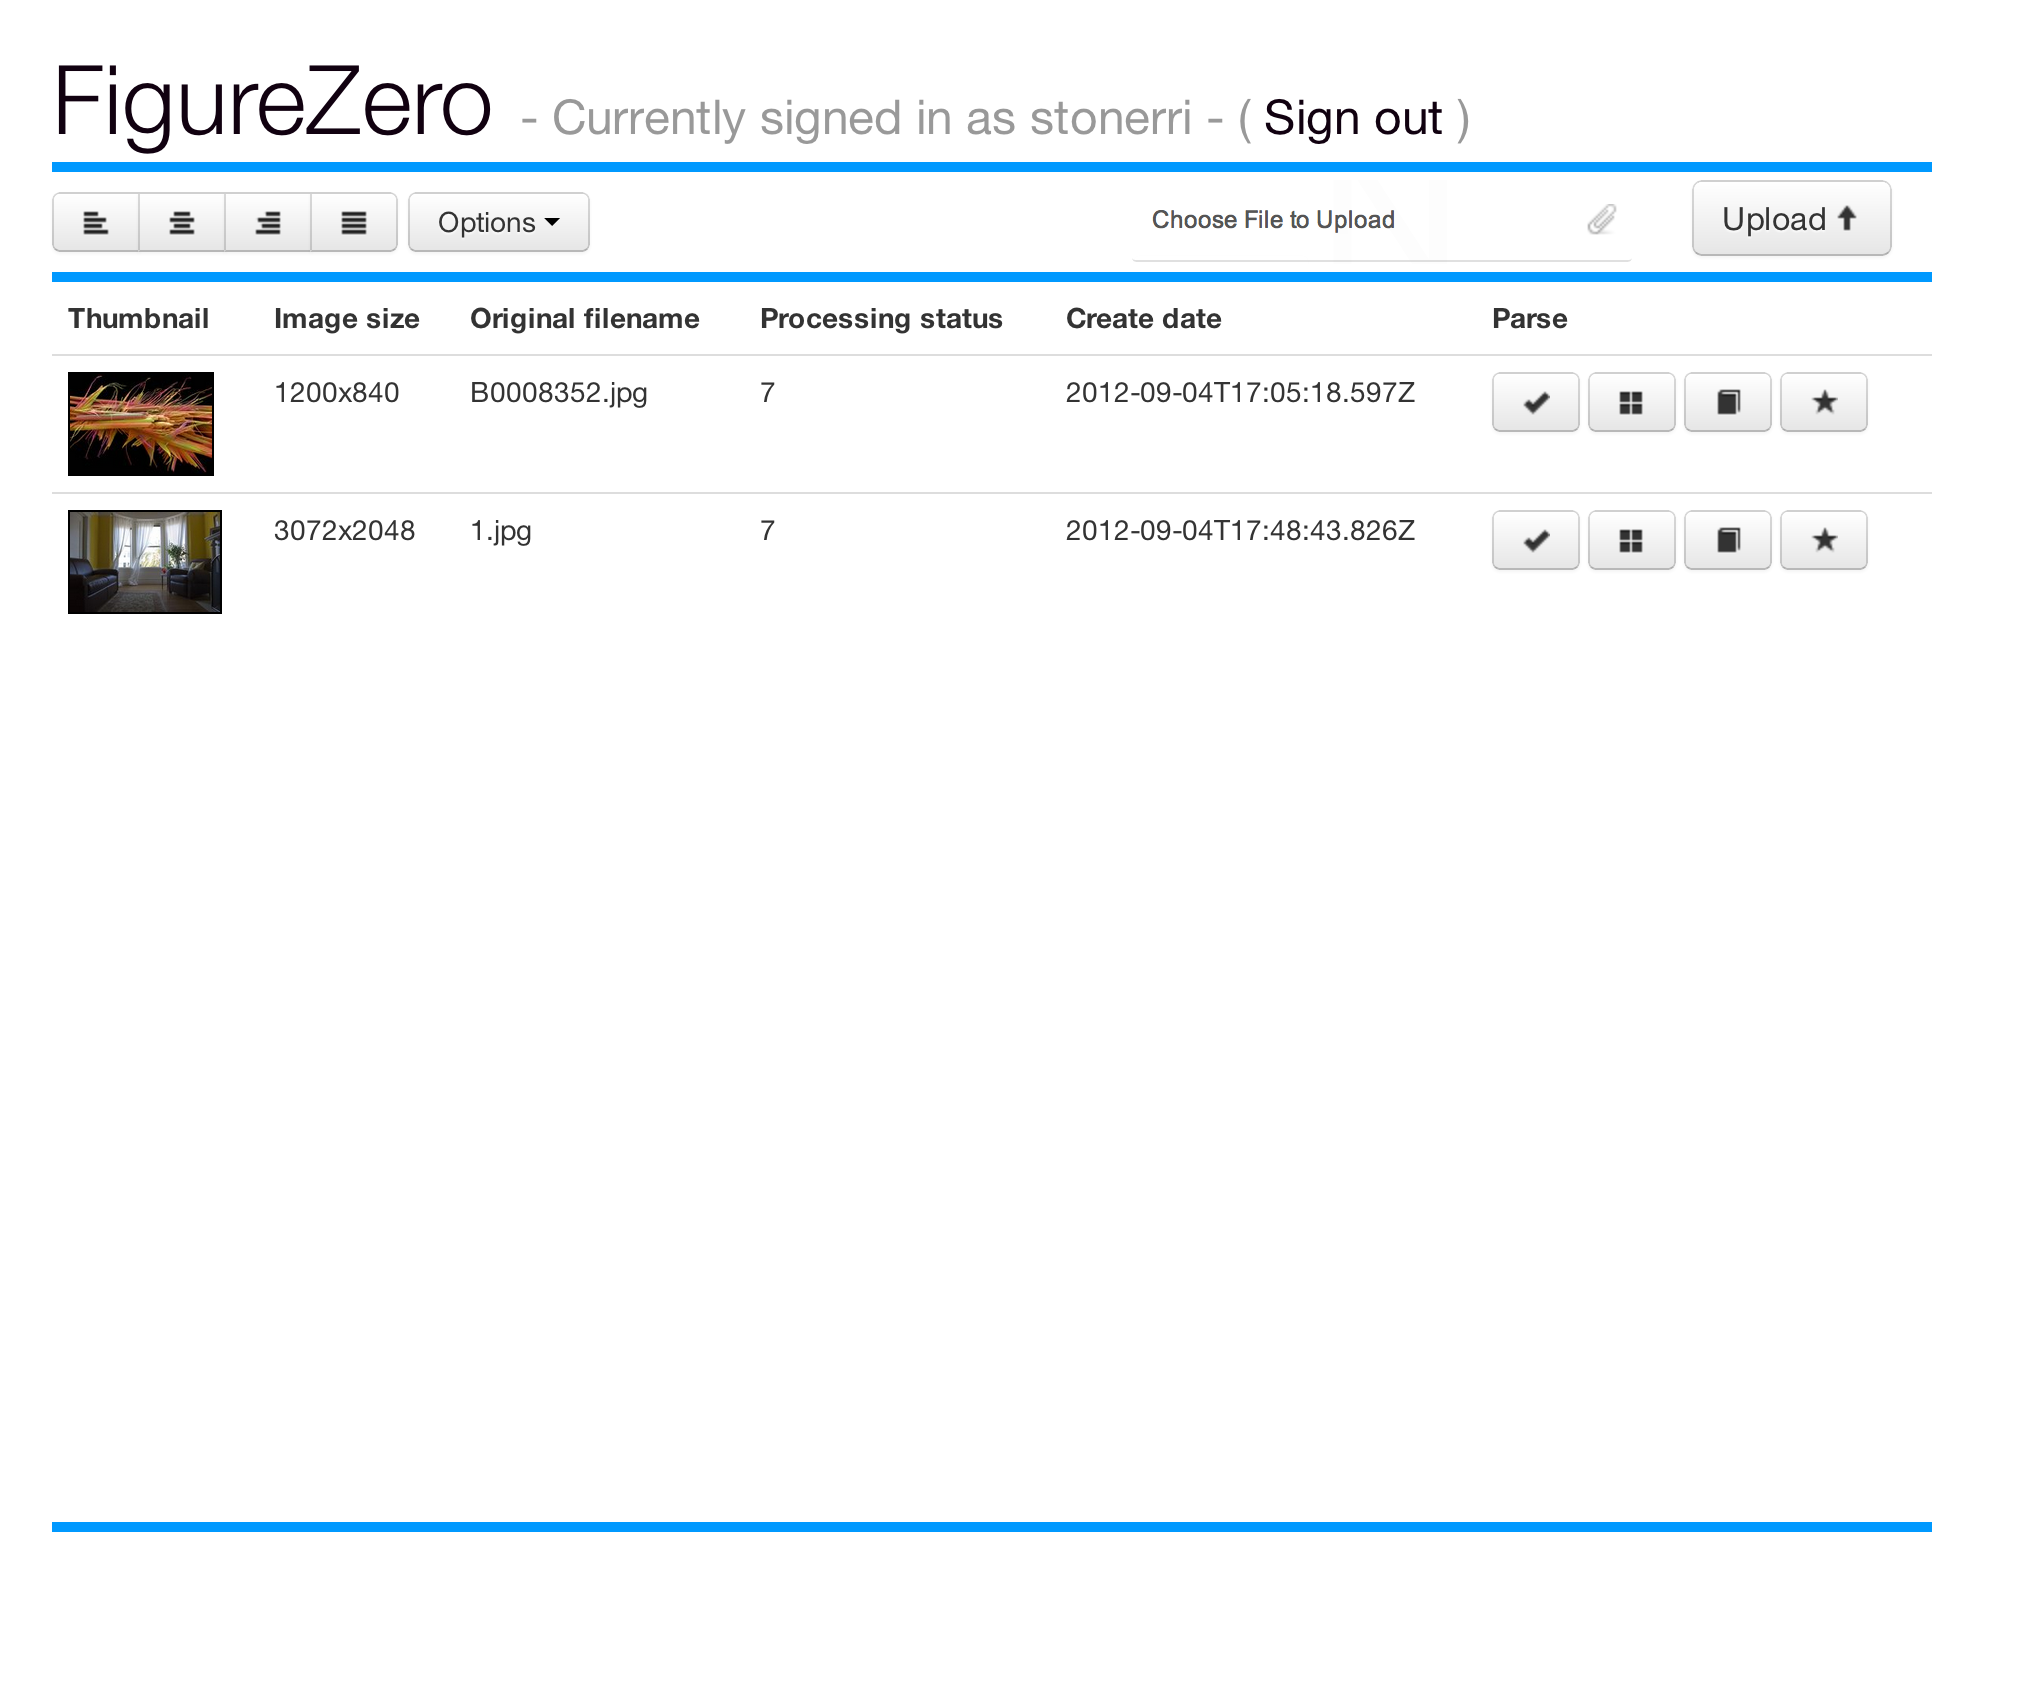 FigureZero - Currently signed in as stonerri - ( Sign out )
Options Choose File to Upload Upload
Thumbnail Image size Original filename Processing status Create date Parse
1200x840 B0008352.jpg 7 2012-09-04T17:05:18.597Z
3072x2048 1.jpg 7 2012-09-04T17:48:43.826Z